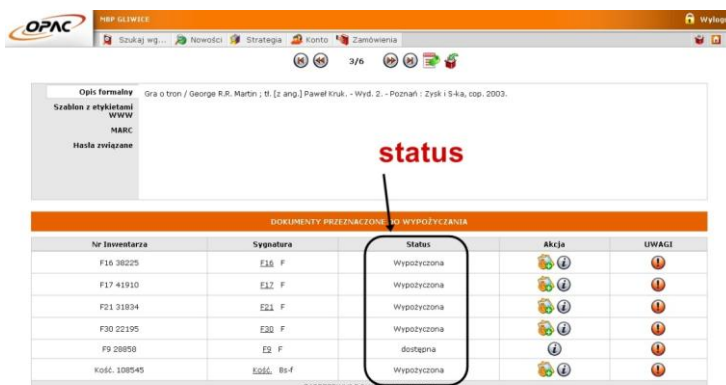 OPAC
MBP GLIWICE
Wylogu
Szukaj wg... Nowości Strategia Konto Zamówienia
3/6
Opis formalny
Gra o tron / George R.R. Martin ; tł. [z ang.] Paweł Kruk. - Wyd. 2. - Poznań : Zysk i S-ka, cop. 2003.
Szablon z etykietami
WWW
MARC
Hasła związane
status
DOKUMENTY PRZEZNACZONE DO WYPOŻYCZANIA
Nr Inwentarza Sygnatura Status Akcja UWAGI
F16 38225 F16 F Wypożyczona
F17 41910 F17 F Wypożyczona
F21 31834 F21 F Wypożyczona
F30 22195 F30 F Wypożyczona
F9 28858 F9 F dostępna
Kość. 108545 Kość. Bs-f Wypożyczona